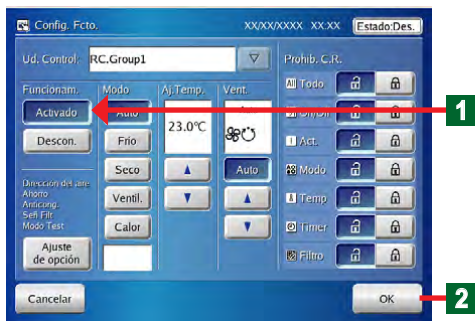 Config. Fcto. XX/XX/XXXX XX:XX Estado:Des.
Ud. Control: RC.Group1 Prohib. C.R.
Funcionam. Modo Aj.Temp. Vent. All Todo
Activado Auto On/Off 1
Descon. Frío 23.0°C Act.
Seco Auto Modo
Dirección del aire
Ahorro
Anticong. Ventil. Temp
Señ Filt
Modo Test Calor Timer
Ajuste
de opción Filtro
Cancelar OK 2